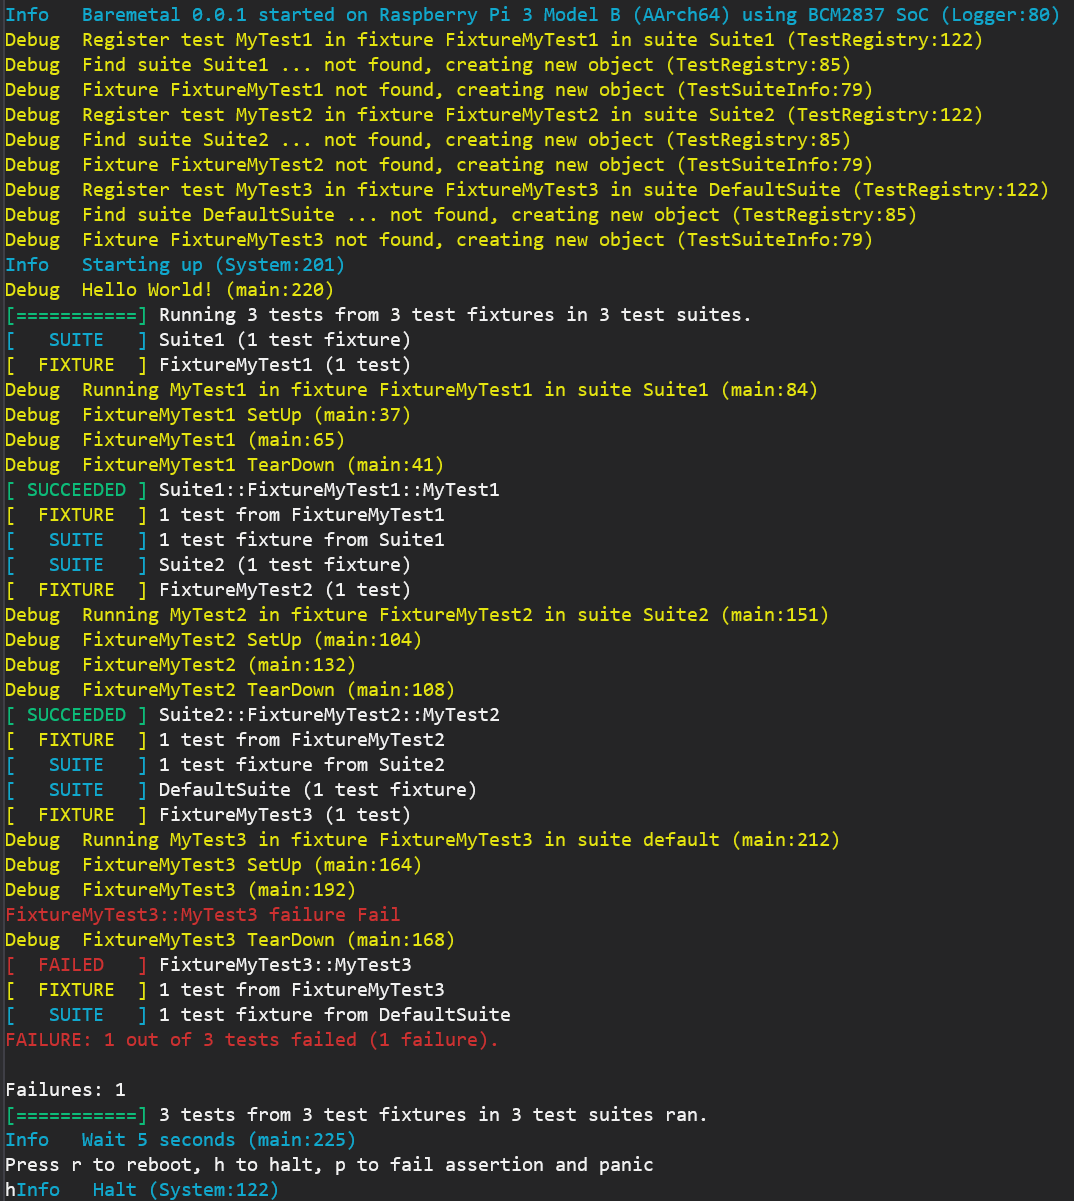 Info   Baremetal 0.0.1 started on Raspberry Pi 3 Model B (AArch64) using BCM2837 SoC (Logger:80)
Debug  Register test MyTest1 in fixture FixtureMyTest1 in suite Suite1 (TestRegistry:122)
Debug  Find suite Suite1 ... not found, creating new object (TestRegistry:85)
Debug  Fixture FixtureMyTest1 not found, creating new object (TestSuiteInfo:79)
Debug  Register test MyTest2 in fixture FixtureMyTest2 in suite Suite2 (TestRegistry:122)
Debug  Find suite Suite2 ... not found, creating new object (TestRegistry:85)
Debug  Fixture FixtureMyTest2 not found, creating new object (TestSuiteInfo:79)
Debug  Register test MyTest3 in fixture FixtureMyTest3 in suite DefaultSuite (TestRegistry:122)
Debug  Find suite DefaultSuite ... not found, creating new object (TestRegistry:85)
Debug  Fixture FixtureMyTest3 not found, creating new object (TestSuiteInfo:79)
Info   Starting up (System:201)
Debug  Hello World! (main:220)
[===========] Running 3 tests from 3 test fixtures in 3 test suites.
[   SUITE   ] Suite1 (1 test fixture)
[  FIXTURE  ] FixtureMyTest1 (1 test)
Debug  Running MyTest1 in fixture FixtureMyTest1 in suite Suite1 (main:84)
Debug  FixtureMyTest1 SetUp (main:37)
Debug  FixtureMyTest1 (main:65)
Debug  FixtureMyTest1 TearDown (main:41)
[ SUCCEEDED ] Suite1::FixtureMyTest1::MyTest1
[  FIXTURE  ] 1 test from FixtureMyTest1
[   SUITE   ] 1 test fixture from Suite1
[   SUITE   ] Suite2 (1 test fixture)
[  FIXTURE  ] FixtureMyTest2 (1 test)
Debug  Running MyTest2 in fixture FixtureMyTest2 in suite Suite2 (main:151)
Debug  FixtureMyTest2 SetUp (main:104)
Debug  FixtureMyTest2 (main:132)
Debug  FixtureMyTest2 TearDown (main:108)
[ SUCCEEDED ] Suite2::FixtureMyTest2::MyTest2
[  FIXTURE  ] 1 test from FixtureMyTest2
[   SUITE   ] 1 test fixture from Suite2
[   SUITE   ] DefaultSuite (1 test fixture)
[  FIXTURE  ] FixtureMyTest3 (1 test)
Debug  Running MyTest3 in fixture FixtureMyTest3 in suite default (main:212)
Debug  FixtureMyTest3 SetUp (main:164)
Debug  FixtureMyTest3 (main:192)
FixtureMyTest3::MyTest3 failure Fail
Debug  FixtureMyTest3 TearDown (main:168)
[  FAILED   ] FixtureMyTest3::MyTest3
[  FIXTURE  ] 1 test from FixtureMyTest3
[   SUITE   ] 1 test fixture from DefaultSuite
FAILURE: 1 out of 3 tests failed (1 failure).
Failures: 1
[===========] 3 tests from 3 test fixtures in 3 test suites ran.
Info   Wait 5 seconds (main:225)
Press r to reboot, h to halt, p to fail assertion and panic
hInfo   Halt (System:122)